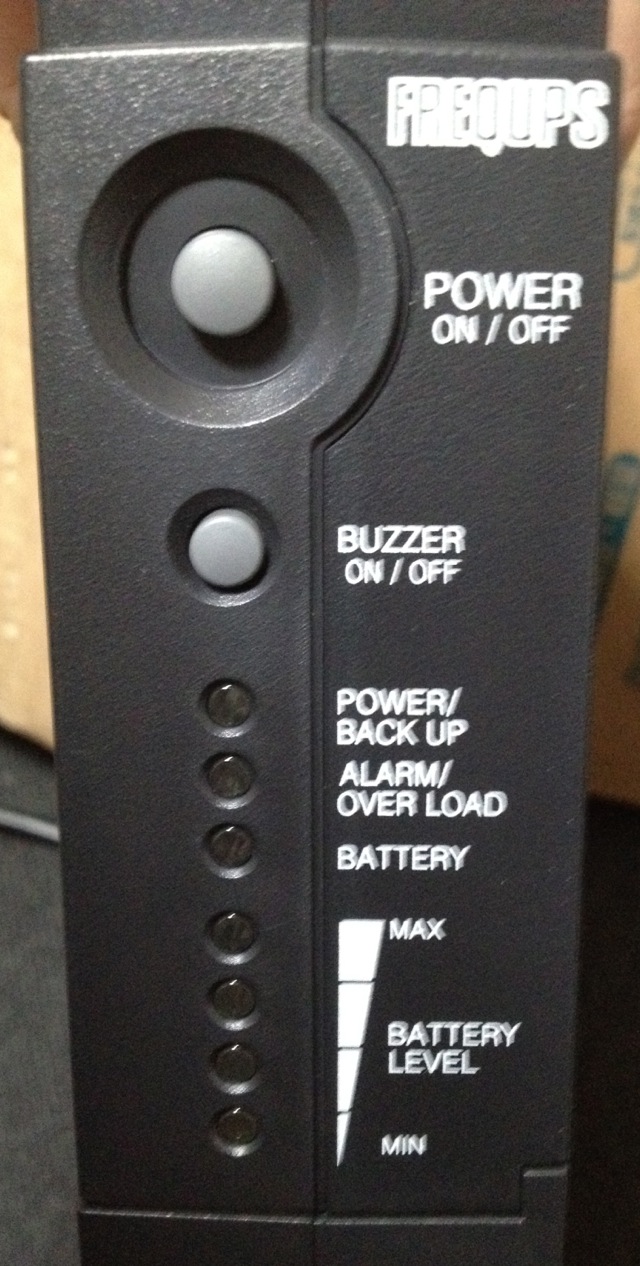 FREQUPS
POWER
ON / OFF
BUZZER
ON / OFF
POWER/
BACK UP
ALARM/
OVER LOAD
BATTERY
MAX
BATTERY
LEVEL
MIN